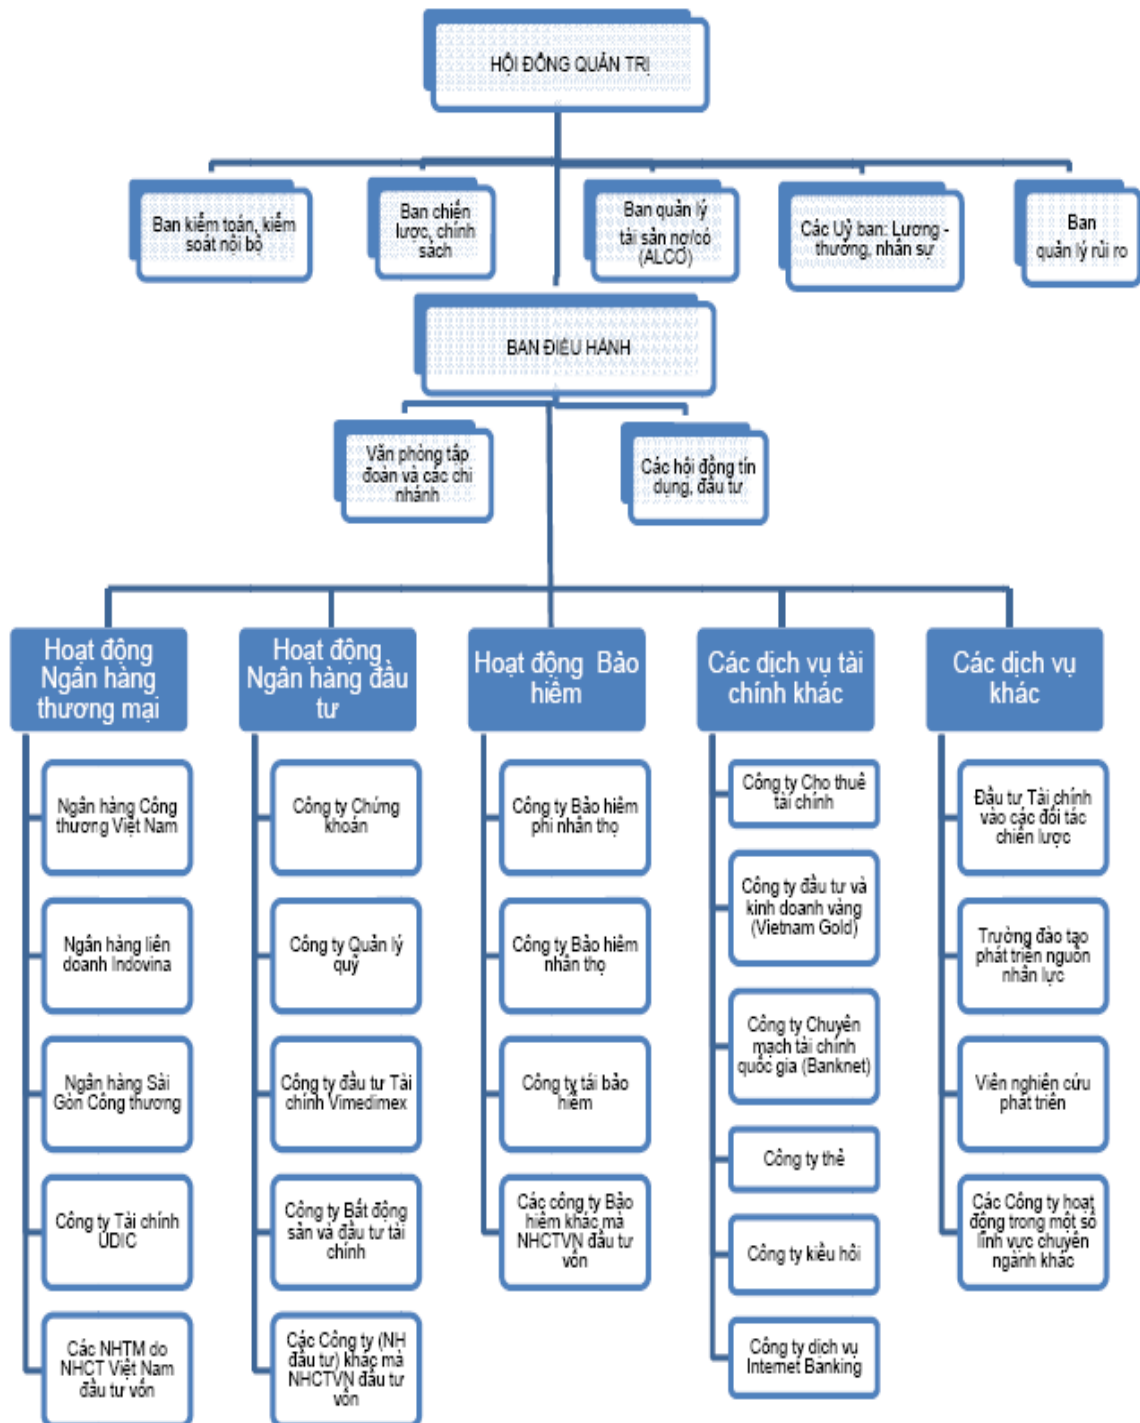 HỘI ĐỒNG QUẢN TRỊ
Ban kiểm toán, kiểm
soát nội bộ
Ban chiến
lược, chính
sách
Ban quản lý
tài sản nợ/có
(ALCO)
Các Uỷ ban: Lương -
thưởng, nhân sự
Ban
quản lý rủi ro
BAN ĐIỀU HÀNH
Văn phòng tập
đoàn và các chi
nhánh
Các hội đồng tín
dụng, đầu tư
Hoạt động
Ngân hàng
thương mại
Ngân hàng Công
thương Việt Nam
Ngân hàng liên
doanh Indovina
Ngân hàng Sài
Gòn Công thương
Công ty Tài chính
UDIC
Các NHTM do
NHCT Việt Nam
đầu tư vốn
Hoạt động
Ngân hàng đầu
tư
Công ty Chứng
khoán
Công ty Quản lý
quỹ
Công ty đầu tư Tài
chính Vimedimex
Công ty Bất động
sản và đầu tư tài
chính
Các Công ty (NH
đầu tư) khác mà
NHCTVN đầu tư
vốn
Hoạt động Bảo
hiểm
Công ty Bảo hiểm
phi nhân thọ
Công ty Bảo hiểm
nhân thọ
Công ty tái bảo
hiểm
Các công ty Bảo
hiểm khác mà
NHCTVN đầu tư
vốn
Các dịch vụ tài
chính khác
Công ty Cho thuê
tài chính
Công ty đầu tư và
kinh doanh vàng
(Vietnam Gold)
Công ty Chuyển
mạch tài chính
quốc gia (Banknet)
Công ty thẻ
Công ty kiều hối
Công ty dịch vụ
Internet Banking
Các dịch vụ
khác
Đầu tư Tài chính
vào các đối tác
chiến lược
Trường đào tạo
phát triển nguồn
nhân lực
Viện nghiên cứu
phát triển
Các Công ty hoạt
động trong một số
lĩnh vực chuyên
ngành khác